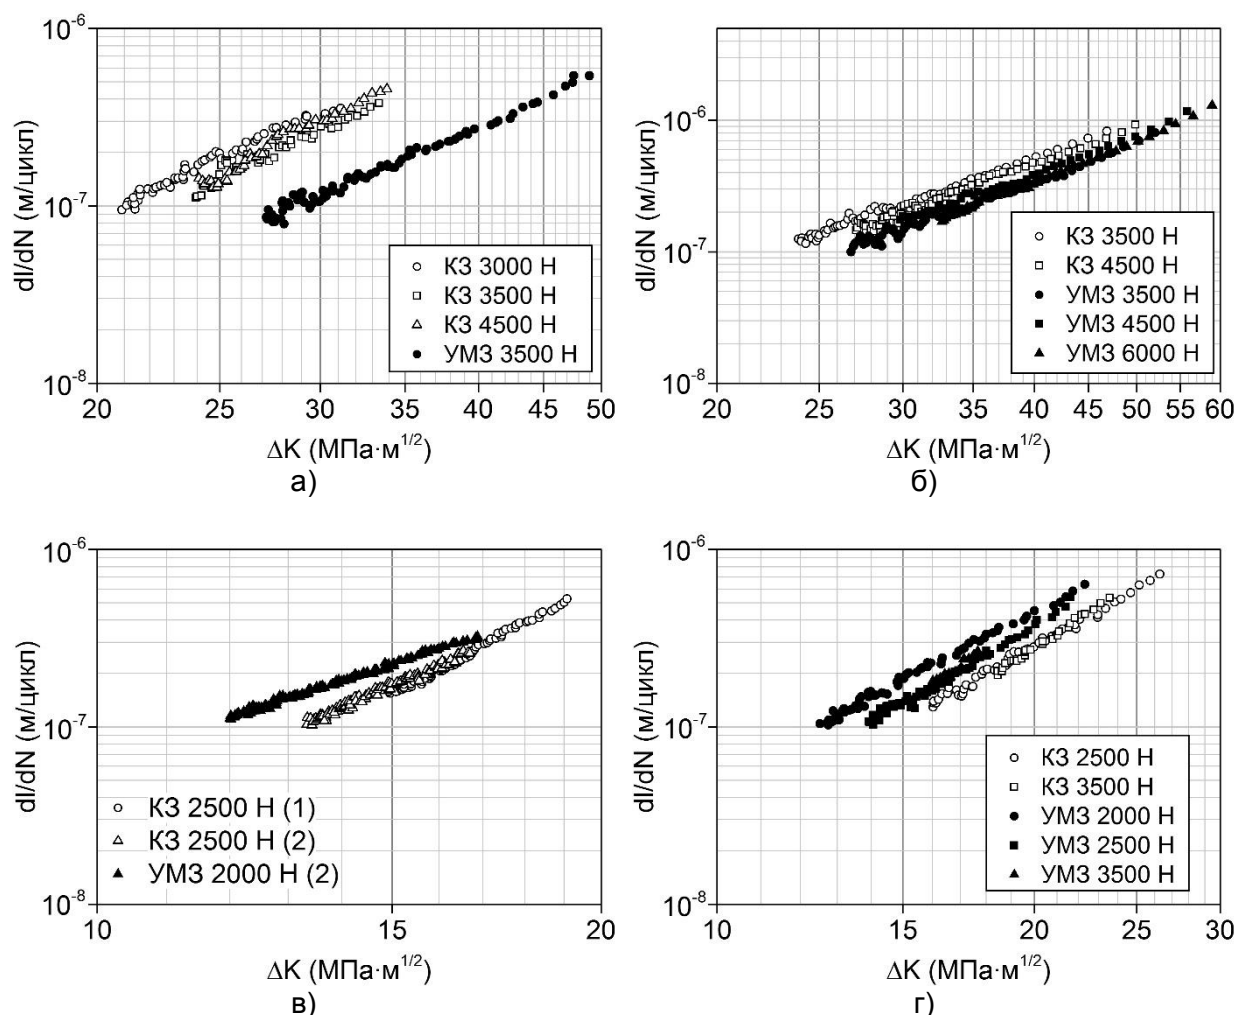 10⁻⁶
10⁻⁷
10⁻⁸
dl/dN (м/цикл)
КЗ 3000 Н
КЗ 3500 Н
КЗ 4500 Н
УМЗ 3500 Н
20 25 30 35 40 45 50
ΔK (МПа·м¹/²)
а)
10⁻⁶
10⁻⁷
10⁻⁸
dl/dN (м/цикл)
КЗ 3500 Н
КЗ 4500 Н
УМЗ 3500 Н
УМЗ 4500 Н
УМЗ 6000 Н
20 25 30 35 40 45 50 55 60
ΔK (МПа·м¹/²)
б)
10⁻⁶
10⁻⁷
10⁻⁸
dl/dN (м/цикл)
КЗ 2500 Н (1)
КЗ 2500 Н (2)
УМЗ 2000 Н (2)
10 15 20
ΔK (МПа·м¹/²)
в)
10⁻⁶
10⁻⁷
10⁻⁸
dl/dN (м/цикл)
КЗ 2500 Н
КЗ 3500 Н
УМЗ 2000 Н
УМЗ 2500 Н
УМЗ 3500 Н
10 15 20 25 30
ΔK (МПа·м¹/²)
г)